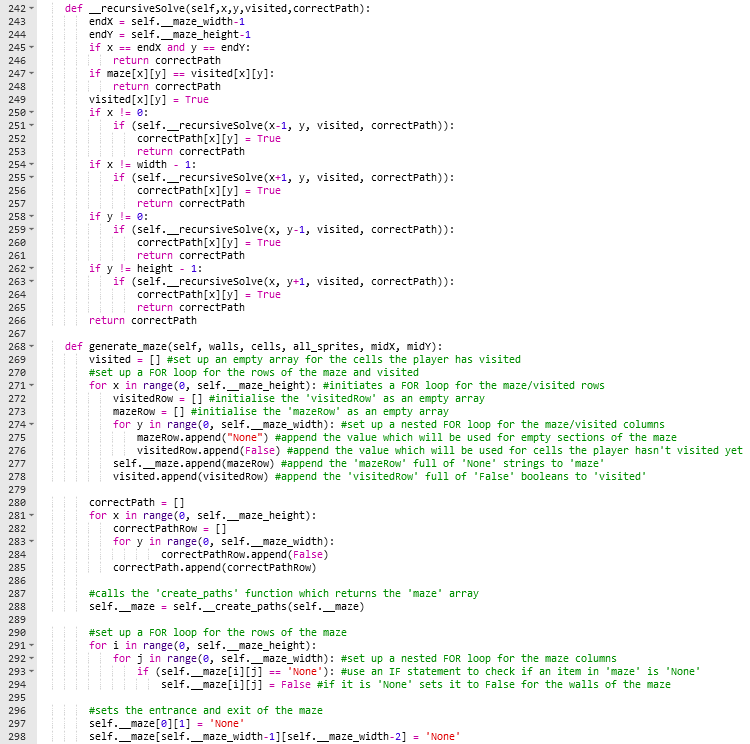 242 def __recursiveSolve(self,x,y,visited,correctPath):
243 endX = self.__maze_width-1
244 endY = self.__maze_height-1
245 if x == endX and y == endY:
246 return correctPath
247 if maze[x][y] == visited[x][y]:
248 return correctPath
249 visited[x][y] = True
250 if x != 0:
251 if (self.__recursiveSolve(x-1, y, visited, correctPath)):
252 correctPath[x][y] = True
253 return correctPath
254 if x != width - 1:
255 if (self.__recursiveSolve(x+1, y, visited, correctPath)):
256 correctPath[x][y] = True
257 return correctPath
258 if y != 0:
259 if (self.__recursiveSolve(x, y-1, visited, correctPath)):
260 correctPath[x][y] = True
261 return correctPath
262 if y != height - 1:
263 if (self.__recursiveSolve(x, y+1, visited, correctPath)):
264 correctPath[x][y] = True
265 return correctPath
266 return correctPath
267
268 def generate_maze(self, walls, cells, all_sprites, midX, midY):
269 visited = [] #set up an empty array for the cells the player has visited
270 #set up a FOR loop for the rows of the maze and visited
271 for x in range(0, self.__maze_height): #initiates a FOR loop for the maze/visited rows
272 visitedRow = [] #initialise the 'visitedRow' as an empty array
273 mazeRow = [] #initialise the 'mazeRow' as an empty array
274 for y in range(0, self.__maze_width): #set up a nested FOR loop for the maze/visited columns
275 mazeRow.append("None") #append the value which will be used for empty sections of the maze
276 visitedRow.append(False) #append the value which will be used for cells the player hasn't visited yet
277 self.__maze.append(mazeRow) #append the 'mazeRow' full of 'None' strings to 'maze'
278 visited.append(visitedRow) #append the 'visitedRow' full of 'False' booleans to 'visited'
279
280 correctPath = []
281 for x in range(0, self.__maze_height):
282 correctPathRow = []
283 for y in range(0, self.__maze_width):
284 correctPathRow.append(False)
285 correctPath.append(correctPathRow)
286
287 #calls the 'create_paths' function which returns the 'maze' array
288 self.__maze = self.__create_paths(self.__maze)
289
290 #set up a FOR loop for the rows of the maze
291 for i in range(0, self.__maze_height):
292 for j in range(0, self.__maze_width): #set up a nested FOR loop for the maze columns
293 if (self.__maze[i][j] == 'None'): #use an IF statement to check if an item in 'maze' is 'None'
294 self.__maze[i][j] = False #if it is 'None' sets it to False for the walls of the maze
295
296 #sets the entrance and exit of the maze
297 self.__maze[0][1] = 'None'
298 self.__maze[self.__maze_width-1][self.__maze_width-2] = 'None'